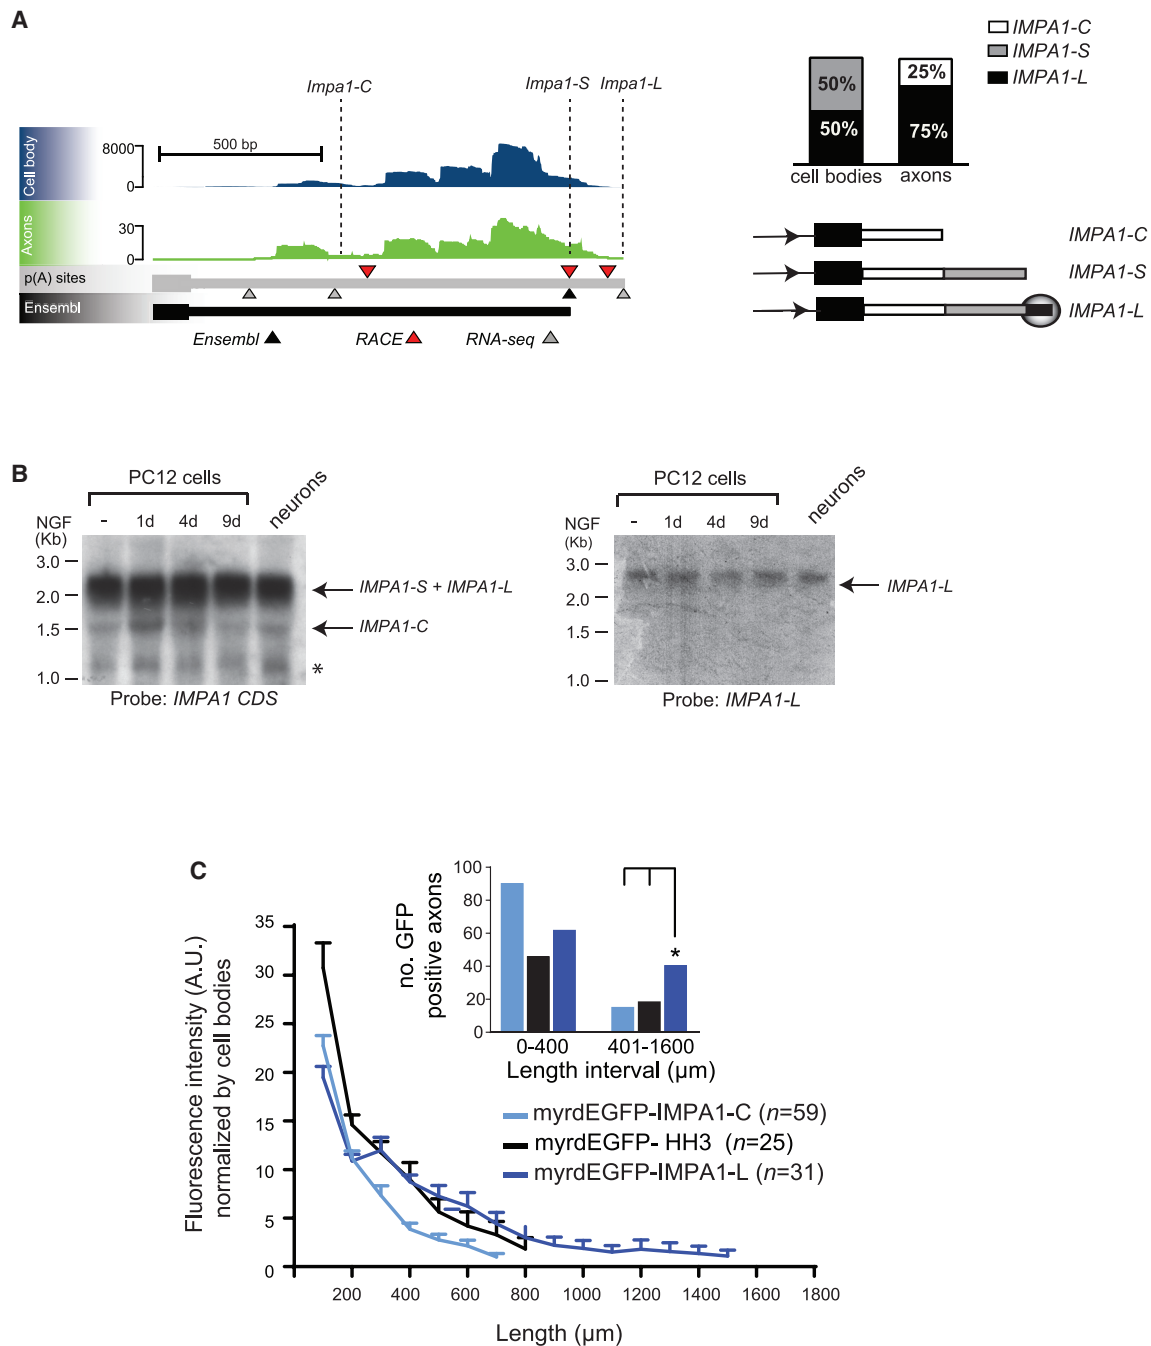 A
IMPA1-C
IMPA1-S
IMPA1-L
Impa1-C
Impa1-S
Impa1-L
500 bp
Cell body
8000
0
Axons
30
0
p(A) sites
Ensembl
Ensembl
RACE
RNA-seq
50%
50%
25%
75%
cell bodies
axons
IMPA1-C
IMPA1-S
IMPA1-L
B
PC12 cells
neurons
NGF
- 1d 4d 9d
(Kb)
3.0
2.0
1.5
1.0
IMPA1-S + IMPA1-L
IMPA1-C
*
Probe: IMPA1 CDS
PC12 cells
neurons
NGF
- 1d 4d 9d
(Kb)
3.0
2.0
1.5
1.0
IMPA1-L
Probe: IMPA1-L
C
no. GFP
positive axons
100
80
60
40
20
0
*
0-400 401-1600
Length interval (µm)
myrdEGFP-IMPA1-C (n=59)
myrdEGFP- HH3 (n=25)
myrdEGFP-IMPA1-L (n=31)
Fluorescence intensity (A.U.)
normalized by cell bodies
35
30
25
20
15
10
5
0
200 400 600 800 1000 1200 1400 1600 1800
Length (µm)